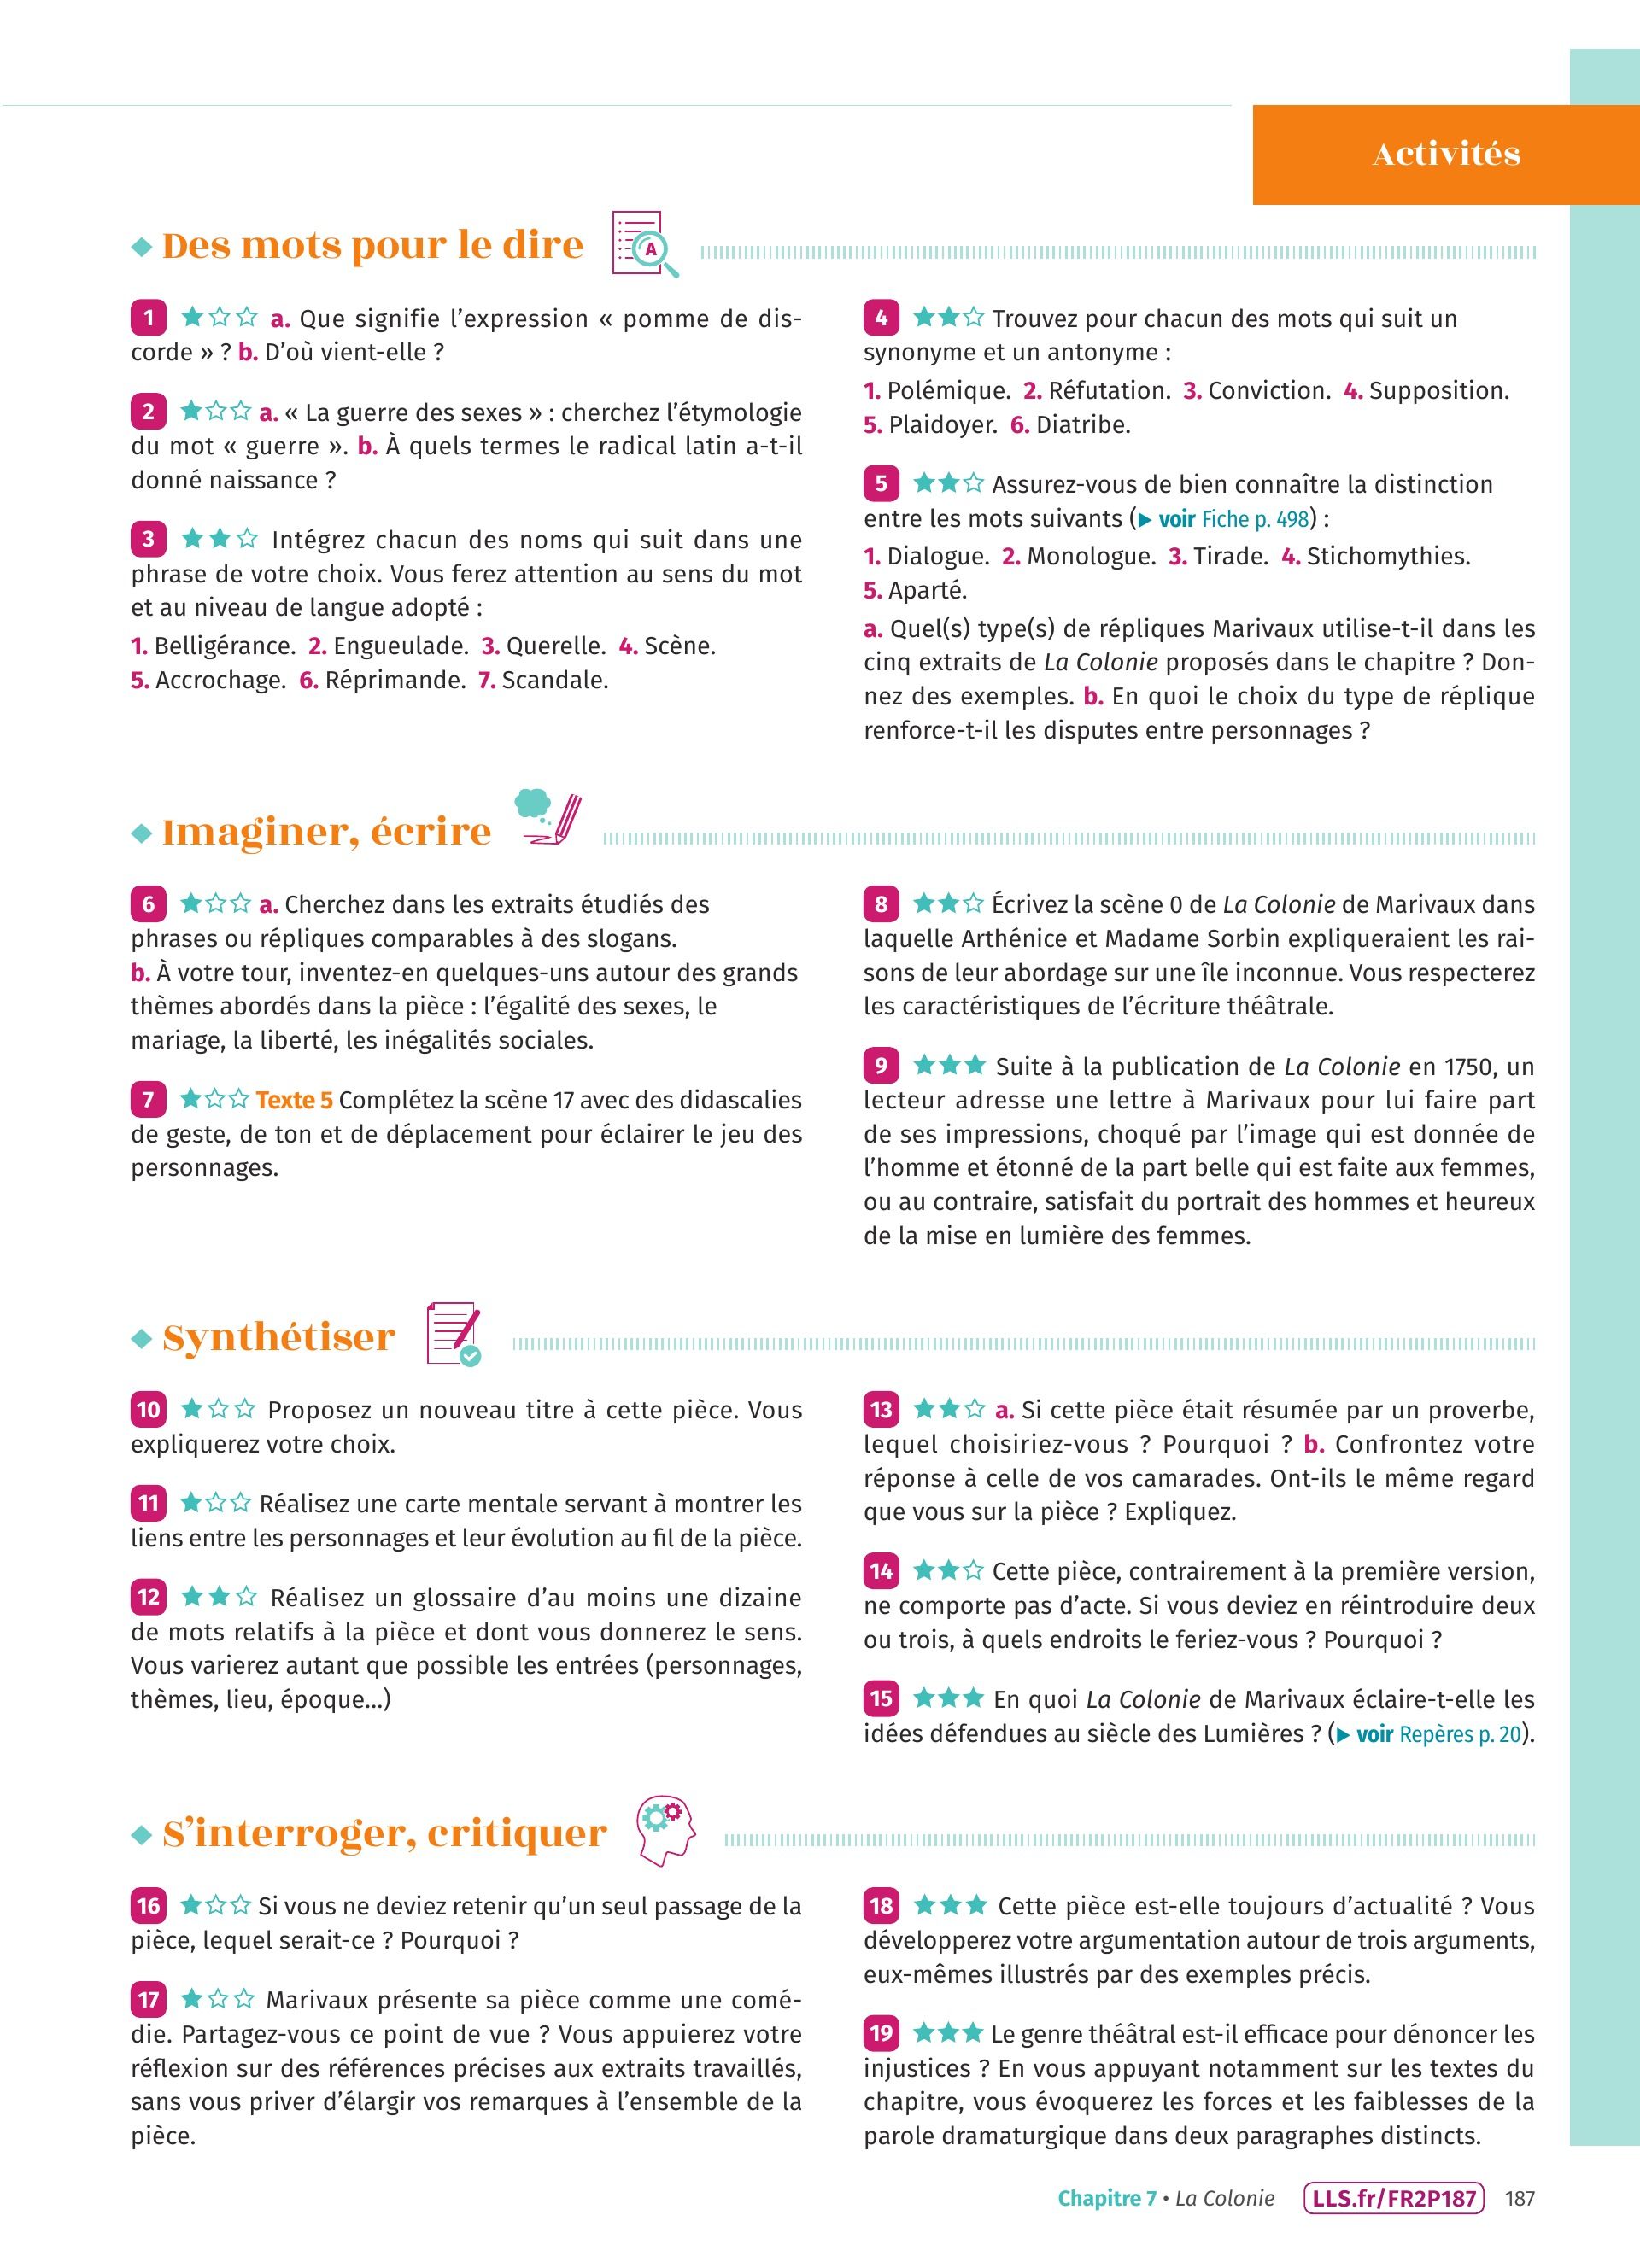 Activités
Des mots pour le dire
A
1 a. Que signifie l’expression « pomme de dis-
corde » ? b. D’où vient-elle ?
2 a. « La guerre des sexes » : cherchez l’étymologie
du mot « guerre ». b. À quels termes le radical latin a-t-il
donné naissance ?
3 Intégrez chacun des noms qui suit dans une
phrase de votre choix. Vous ferez attention au sens du mot
et au niveau de langue adopté :
1. Belligérance. 2. Engueulade. 3. Querelle. 4. Scène.
5. Accrochage. 6. Réprimande. 7. Scandale.
4 Trouvez pour chacun des mots qui suit un
synonyme et un antonyme :
1. Polémique. 2. Réfutation. 3. Conviction. 4. Supposition.
5. Plaidoyer. 6. Diatribe.
5 Assurez-vous de bien connaître la distinction
entre les mots suivants (▶ voir Fiche p. 498) :
1. Dialogue. 2. Monologue. 3. Tirade. 4. Stichomythies.
5. Aparté.
a. Quel(s) type(s) de répliques Marivaux utilise-t-il dans les
cinq extraits de La Colonie proposés dans le chapitre ? Don-
nez des exemples. b. En quoi le choix du type de réplique
renforce-t-il les disputes entre personnages ?
Imaginer, écrire
6 a. Cherchez dans les extraits étudiés des
phrases ou répliques comparables à des slogans.
b. À votre tour, inventez-en quelques-uns autour des grands
thèmes abordés dans la pièce : l’égalité des sexes, le
mariage, la liberté, les inégalités sociales.
7 Texte 5 Complétez la scène 17 avec des didascalies
de geste, de ton et de déplacement pour éclairer le jeu des
personnages.
8 Écrivez la scène 0 de La Colonie de Marivaux dans
laquelle Arthénice et Madame Sorbin expliqueraient les rai-
sons de leur abordage sur une île inconnue. Vous respecterez
les caractéristiques de l’écriture théâtrale.
9 Suite à la publication de La Colonie en 1750, un
lecteur adresse une lettre à Marivaux pour lui faire part
de ses impressions, choqué par l’image qui est donnée de
l’homme et étonné de la part belle qui est faite aux femmes,
ou au contraire, satisfait du portrait des hommes et heureux
de la mise en lumière des femmes.
Synthétiser
10 Proposez un nouveau titre à cette pièce. Vous
expliquerez votre choix.
11 Réalisez une carte mentale servant à montrer les
liens entre les personnages et leur évolution au fil de la pièce.
12 Réalisez un glossaire d’au moins une dizaine
de mots relatifs à la pièce et dont vous donnerez le sens.
Vous varierez autant que possible les entrées (personnages,
thèmes, lieu, époque...)
13 a. Si cette pièce était résumée par un proverbe,
lequel choisiriez-vous ? Pourquoi ? b. Confrontez votre
réponse à celle de vos camarades. Ont-ils le même regard
que vous sur la pièce ? Expliquez.
14 Cette pièce, contrairement à la première version,
ne comporte pas d’acte. Si vous deviez en réintroduire deux
ou trois, à quels endroits le feriez-vous ? Pourquoi ?
15 En quoi La Colonie de Marivaux éclaire-t-elle les
idées défendues au siècle des Lumières ? (▶ voir Repères p. 20).
S’interroger, critiquer
16 Si vous ne deviez retenir qu’un seul passage de la
pièce, lequel serait-ce ? Pourquoi ?
17 Marivaux présente sa pièce comme une comé-
die. Partagez-vous ce point de vue ? Vous appuierez votre
réflexion sur des références précises aux extraits travaillés,
sans vous priver d’élargir vos remarques à l’ensemble de la
pièce.
18 Cette pièce est-elle toujours d’actualité ? Vous
développerez votre argumentation autour de trois arguments,
eux-mêmes illustrés par des exemples précis.
19 Le genre théâtral est-il efficace pour dénoncer les
injustices ? En vous appuyant notamment sur les textes du
chapitre, vous évoquerez les forces et les faiblesses de la
parole dramaturgique dans deux paragraphes distincts.
Chapitre 7 • La Colonie LLS.fr/FR2P187 187